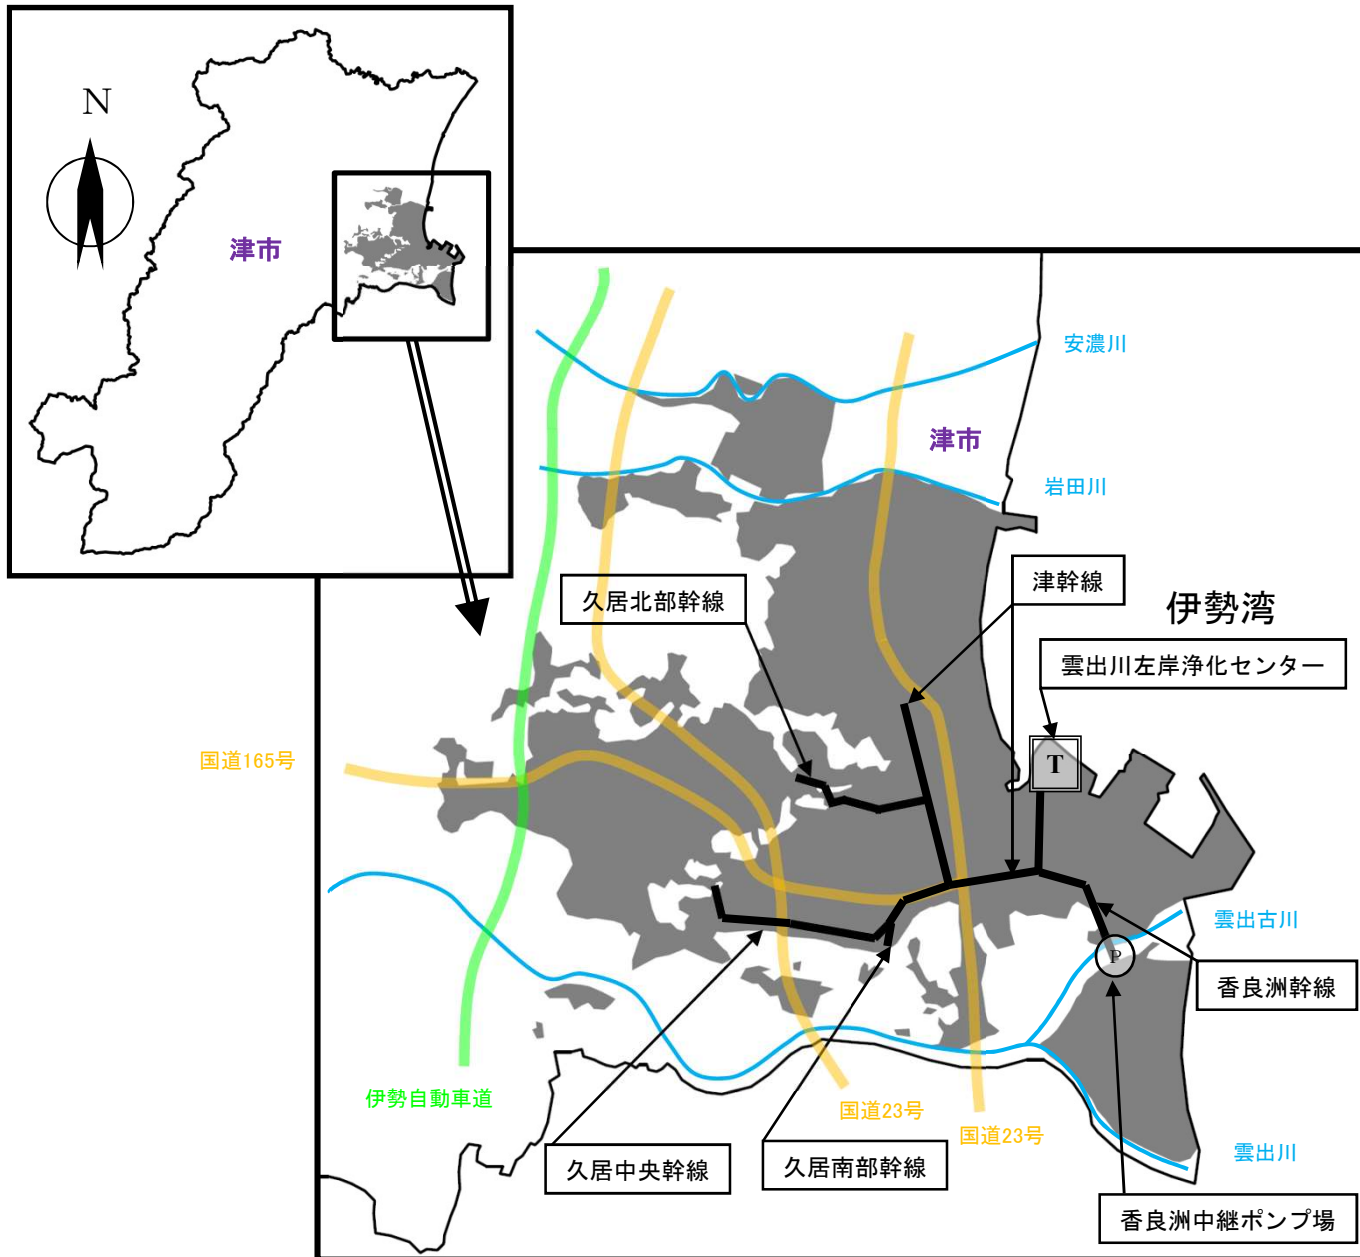 N
津市
安濃川
津市
岩田川
津幹線
久居北部幹線
伊勢湾
雲出川左岸浄化センター
国道165号
T
雲出古川
P
香良洲幹線
伊勢自動車道
国道23号
国道23号
久居中央幹線
久居南部幹線
雲出川
香良洲中継ポンプ場